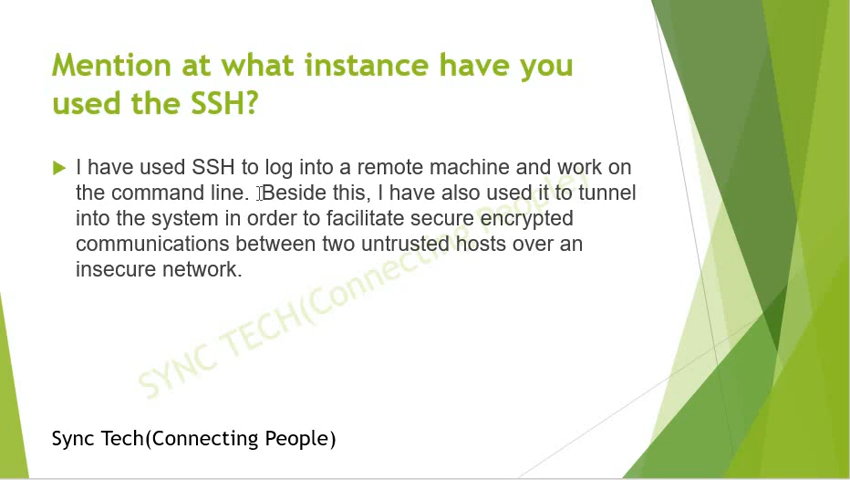 Mention at what instance have you
used the SSH?
I have used SSH to log into a remote machine and work on
the command line. Beside this, I have also used it to tunnel
into the system in order to facilitate secure encrypted
communications between two untrusted hosts over an
insecure network.
SYNC TECH(Connecting People)
Sync Tech(Connecting People)